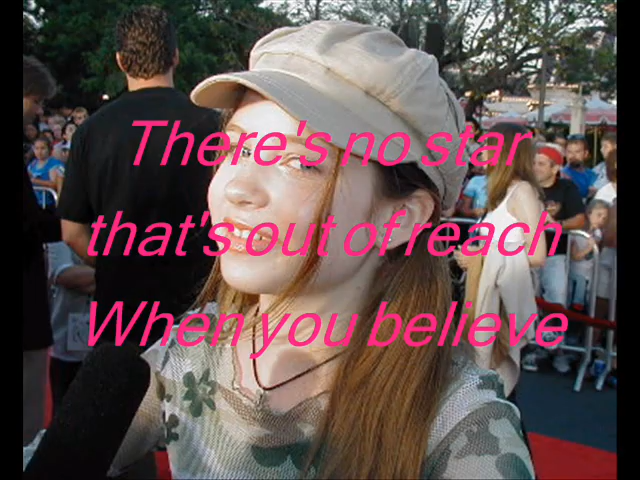 There's no star
that's out of reach
When you believe